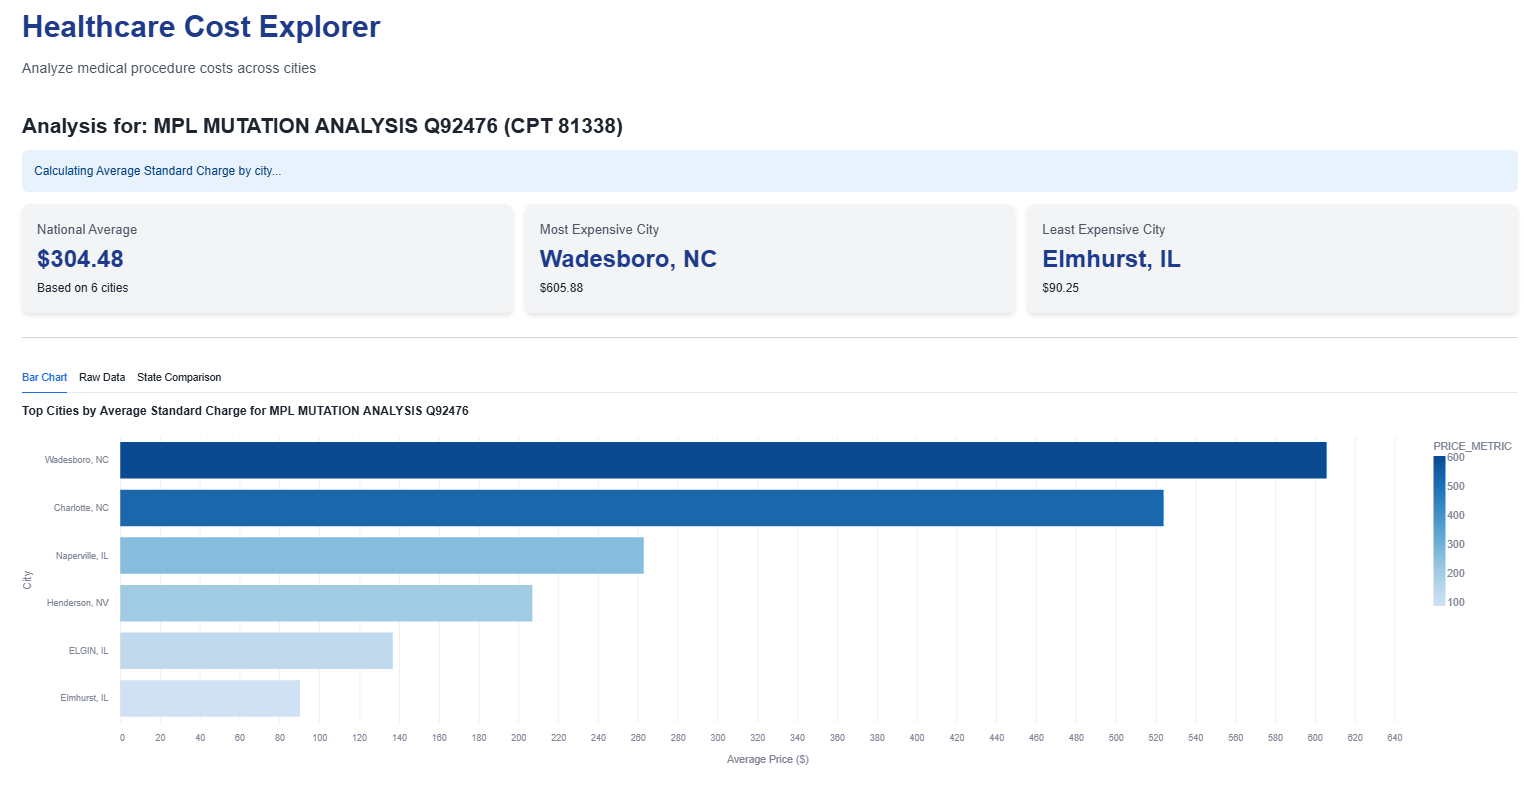 Healthcare Cost Explorer
Analyze medical procedure costs across cities
Analysis for: MPL MUTATION ANALYSIS Q92476 (CPT 81338)
Calculating Average Standard Charge by city...
National Average
$304.48
Based on 6 cities
Most Expensive City
Wadesboro, NC
$605.88
Least Expensive City
Elmhurst, IL
$90.25
Bar Chart Raw Data State Comparison
Top Cities by Average Standard Charge for MPL MUTATION ANALYSIS Q92476
City
Wadesboro, NC
Charlotte, NC
Naperville, IL
Henderson, NV
ELGIN, IL
Elmhurst, IL
0 20 40 60 80 100 120 140 160 180 200 220 240 260 280 300 320 340 360 380 400 420 440 460 480 500 520 540 560 580 600 620 640
Average Price ($)
PRICE_METRIC
600
500
400
300
200
100